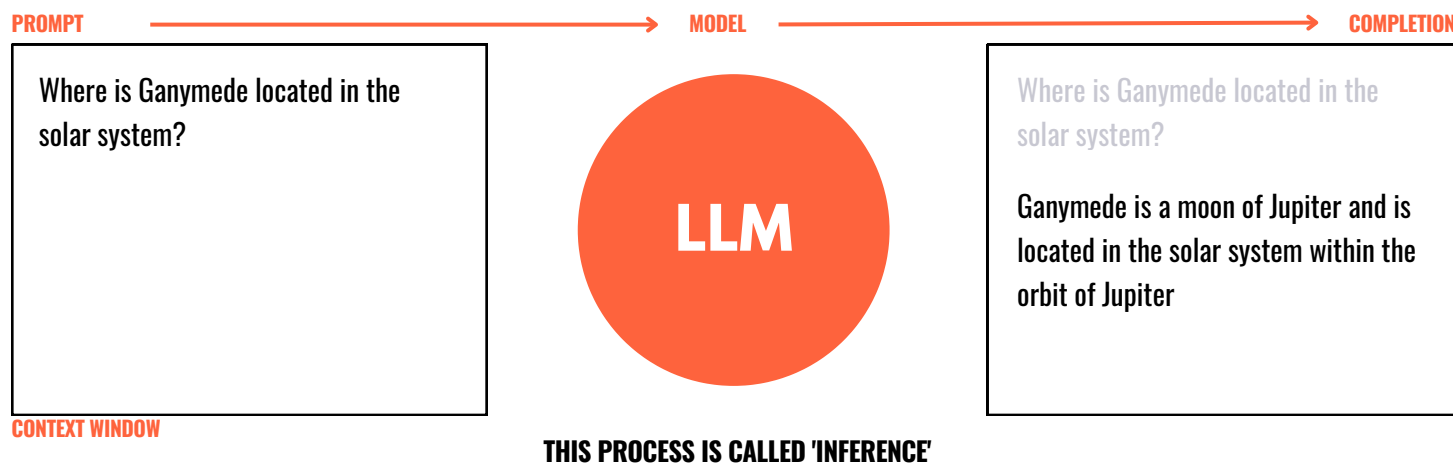 PROMPT
MODEL
COMPLETION
Where is Ganymede located in the
solar system?
LLM
Where is Ganymede located in the
solar system?
Ganymede is a moon of Jupiter and is
located in the solar system within the
orbit of Jupiter
CONTEXT WINDOW
THIS PROCESS IS CALLED 'INFERENCE'